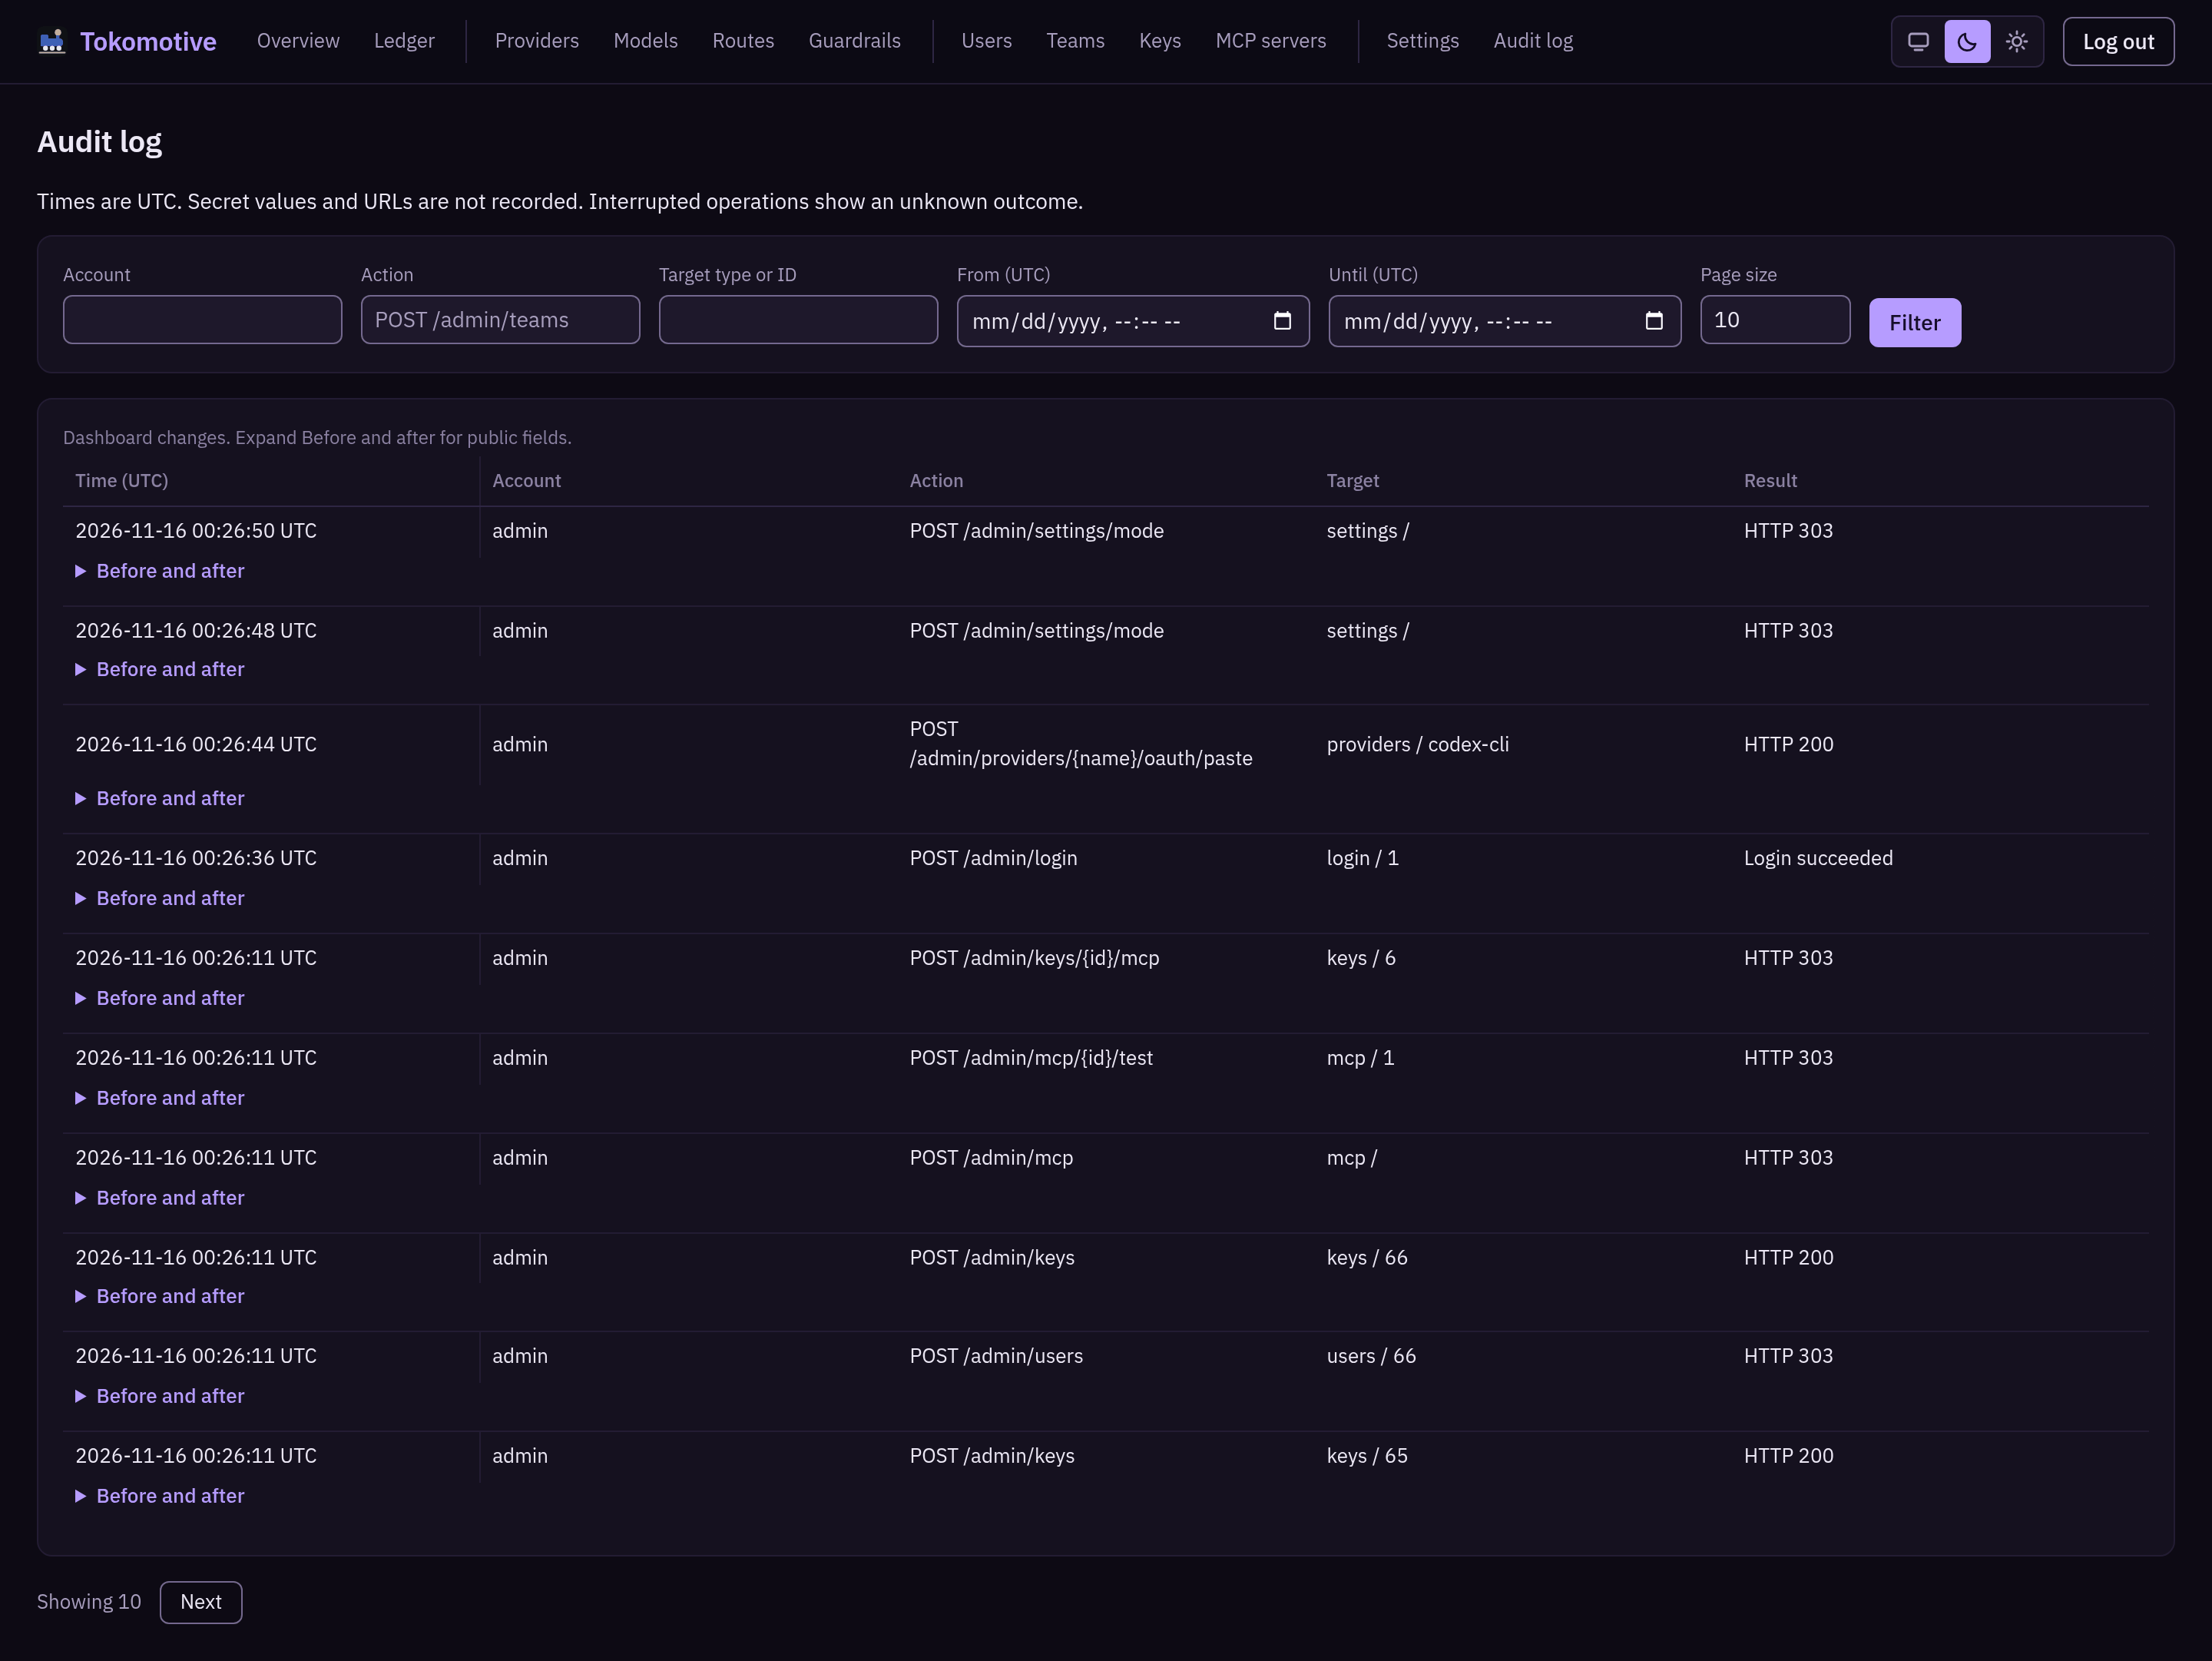 Tokomotive Overview Ledger Providers Models Routes Guardrails Users Teams Keys MCP servers Settings Audit log Log out
Audit log
Times are UTC. Secret values and URLs are not recorded. Interrupted operations show an unknown outcome.
Account Action Target type or ID From (UTC) Until (UTC) Page size
POST /admin/teams mm/dd/yyyy, --:-- -- mm/dd/yyyy, --:-- -- 10 Filter
Dashboard changes. Expand Before and after for public fields.
Time (UTC) Account Action Target Result
2026-11-16 00:26:50 UTC admin POST /admin/settings/mode settings / HTTP 303
Before and after
2026-11-16 00:26:48 UTC admin POST /admin/settings/mode settings / HTTP 303
Before and after
2026-11-16 00:26:44 UTC admin POST /admin/providers/{name}/oauth/paste providers / codex-cli HTTP 200
Before and after
2026-11-16 00:26:36 UTC admin POST /admin/login login / 1 Login succeeded
Before and after
2026-11-16 00:26:11 UTC admin POST /admin/keys/{id}/mcp keys / 6 HTTP 303
Before and after
2026-11-16 00:26:11 UTC admin POST /admin/mcp/{id}/test mcp / 1 HTTP 303
Before and after
2026-11-16 00:26:11 UTC admin POST /admin/mcp mcp / HTTP 303
Before and after
2026-11-16 00:26:11 UTC admin POST /admin/keys keys / 66 HTTP 200
Before and after
2026-11-16 00:26:11 UTC admin POST /admin/users users / 66 HTTP 303
Before and after
2026-11-16 00:26:11 UTC admin POST /admin/keys keys / 65 HTTP 200
Before and after
Showing 10 Next